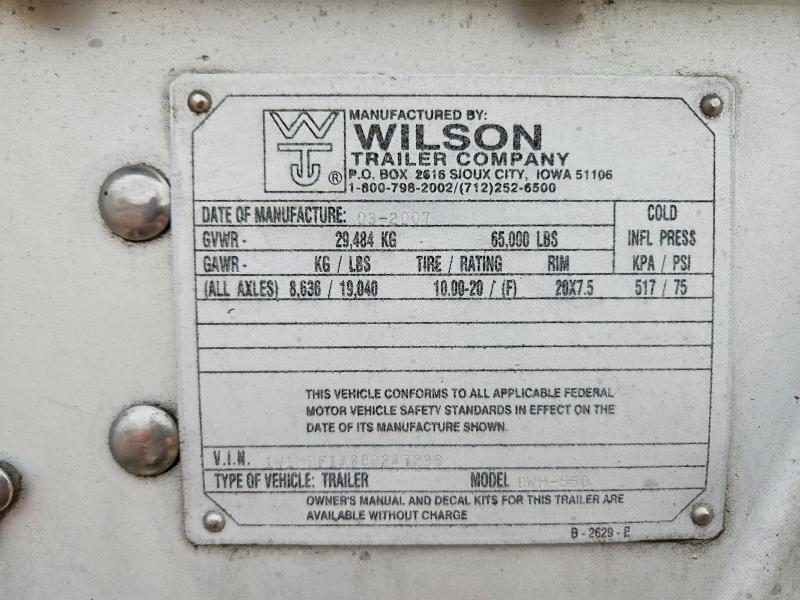 MANUFACTURED BY:
WILSON
TRAILER COMPANY
P.O. BOX 2616 SIOUX CITY, IOWA 51106
®
1-800-798-2002/(712)252-6500
DATE OF MANUFACTURE: 03-2007
COLD
GVWR - 29,484 KG 65,000 LBS INFL PRESS
GAWR - KG / LBS TIRE / RATING RIM KPA / PSI
(ALL AXLES) 8,636 / 19,040 10.00-20 / (F) 20X7.5 517 / 75
THIS VEHICLE CONFORMS TO ALL APPLICABLE FEDERAL
MOTOR VEHICLE SAFETY STANDARDS IN EFFECT ON THE
DATE OF ITS MANUFACTURE SHOWN.
V.I.N.
TYPE OF VEHICLE: TRAILER MODEL DWH-550
OWNER'S MANUAL AND DECAL KITS FOR THIS TRAILER ARE
AVAILABLE WITHOUT CHARGE
B - 2629 - E